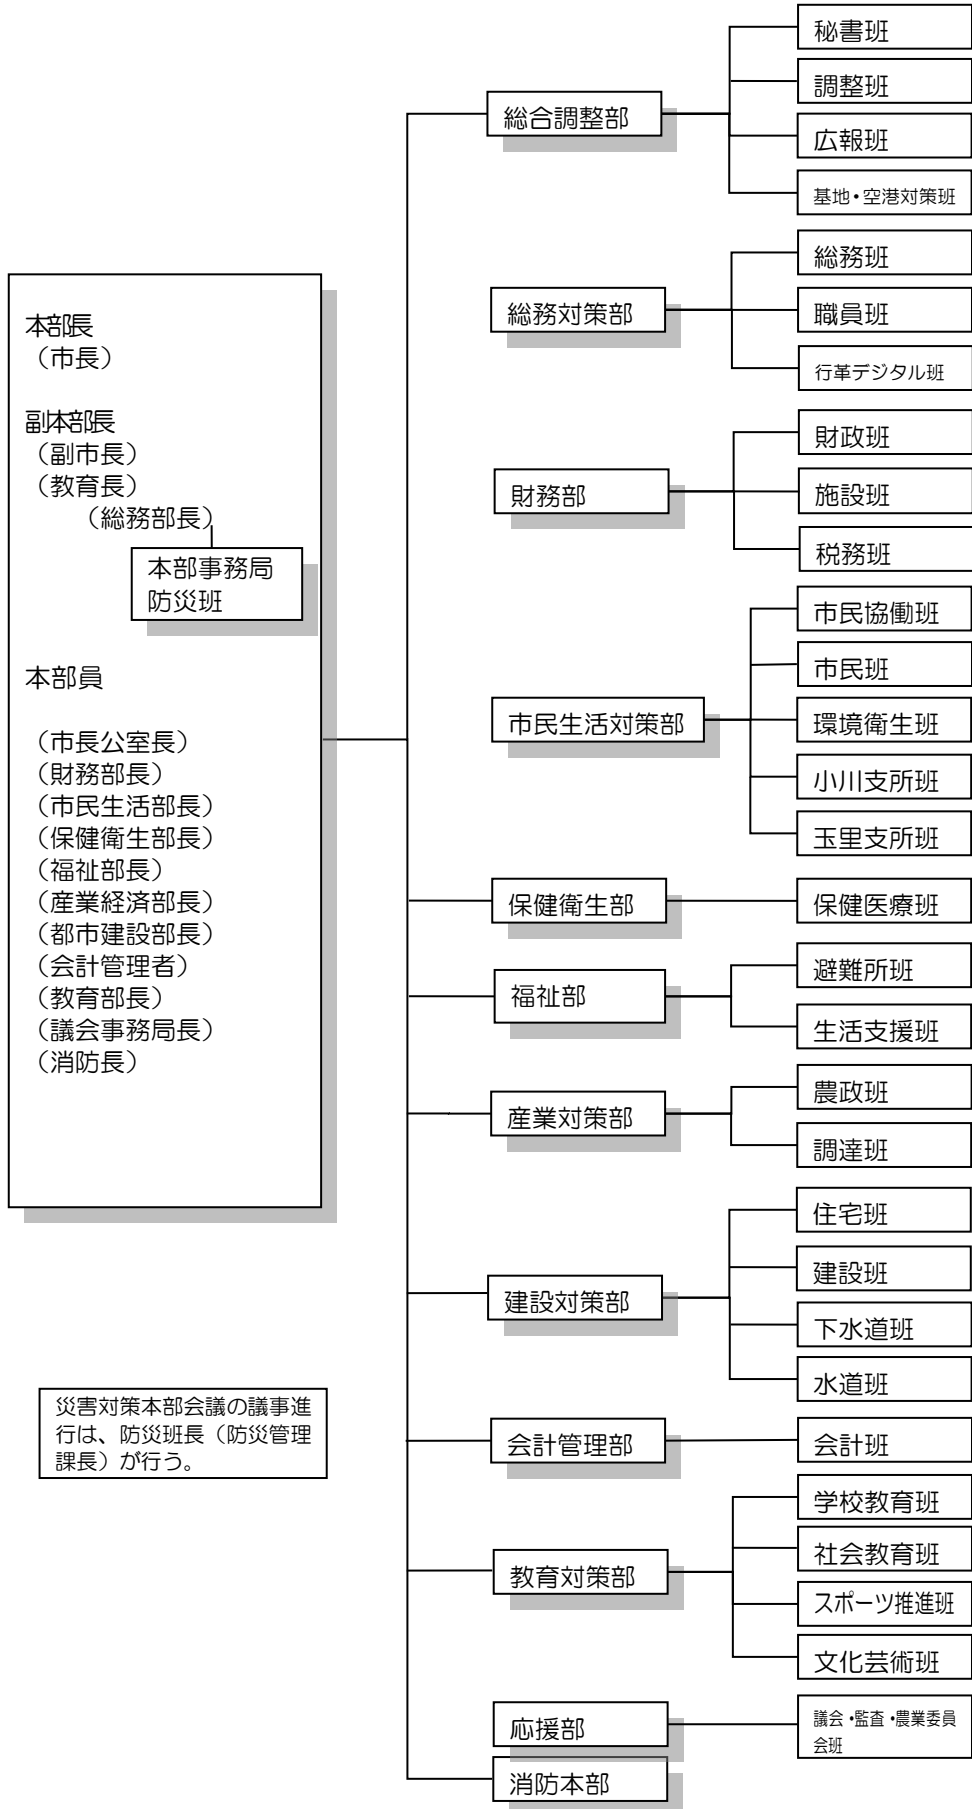 本部長
（市長）
副本部長
（副市長）
（教育長）
（総務部長）
本部事務局
防災班
本部員
（市長公室長）
（財務部長）
（市民生活部長）
（保健衛生部長）
（福祉部長）
（産業経済部長）
（都市建設部長）
（会計管理者）
（教育部長）
（議会事務局長）
（消防長）
災害対策本部会議の議事進
行は、防災班長（防災管理
課長）が行う。
総合調整部
秘書班
調整班
広報班
基地・空港対策班
総務対策部
総務班
職員班
行革デジタル班
財務部
財政班
施設班
税務班
市民生活対策部
市民協働班
市民班
環境衛生班
小川支所班
玉里支所班
保健衛生部
保健医療班
福祉部
避難所班
生活支援班
産業対策部
農政班
調達班
建設対策部
住宅班
建設班
下水道班
水道班
会計管理部
会計班
教育対策部
学校教育班
社会教育班
スポーツ推進班
文化芸術班
応援部
議会・監査・農業委員
会班
消防本部